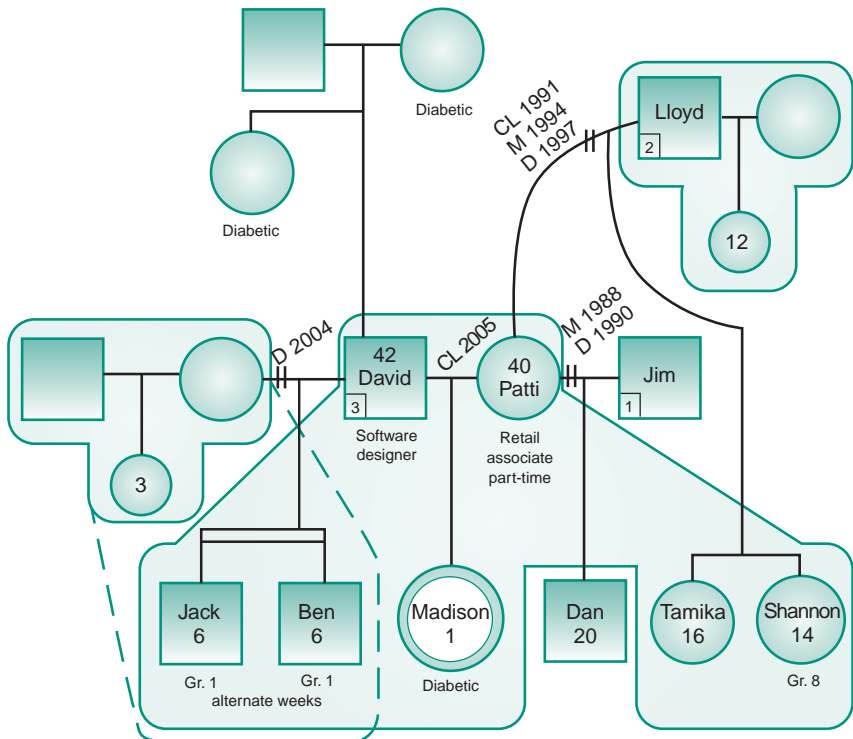 Diabetic
Diabetic
CL 1991
M 1994
D 1997
Lloyd
2
12
D 2004
42
David
3
Software
designer
CL 2005
40
Patti
Retail
associate
part-time
M 1988
D 1990
Jim
1
3
Jack
6
Gr. 1
Ben
6
Gr. 1
alternate weeks
Madison
1
Diabetic
Dan
20
Tamika
16
Shannon
14
Gr. 8